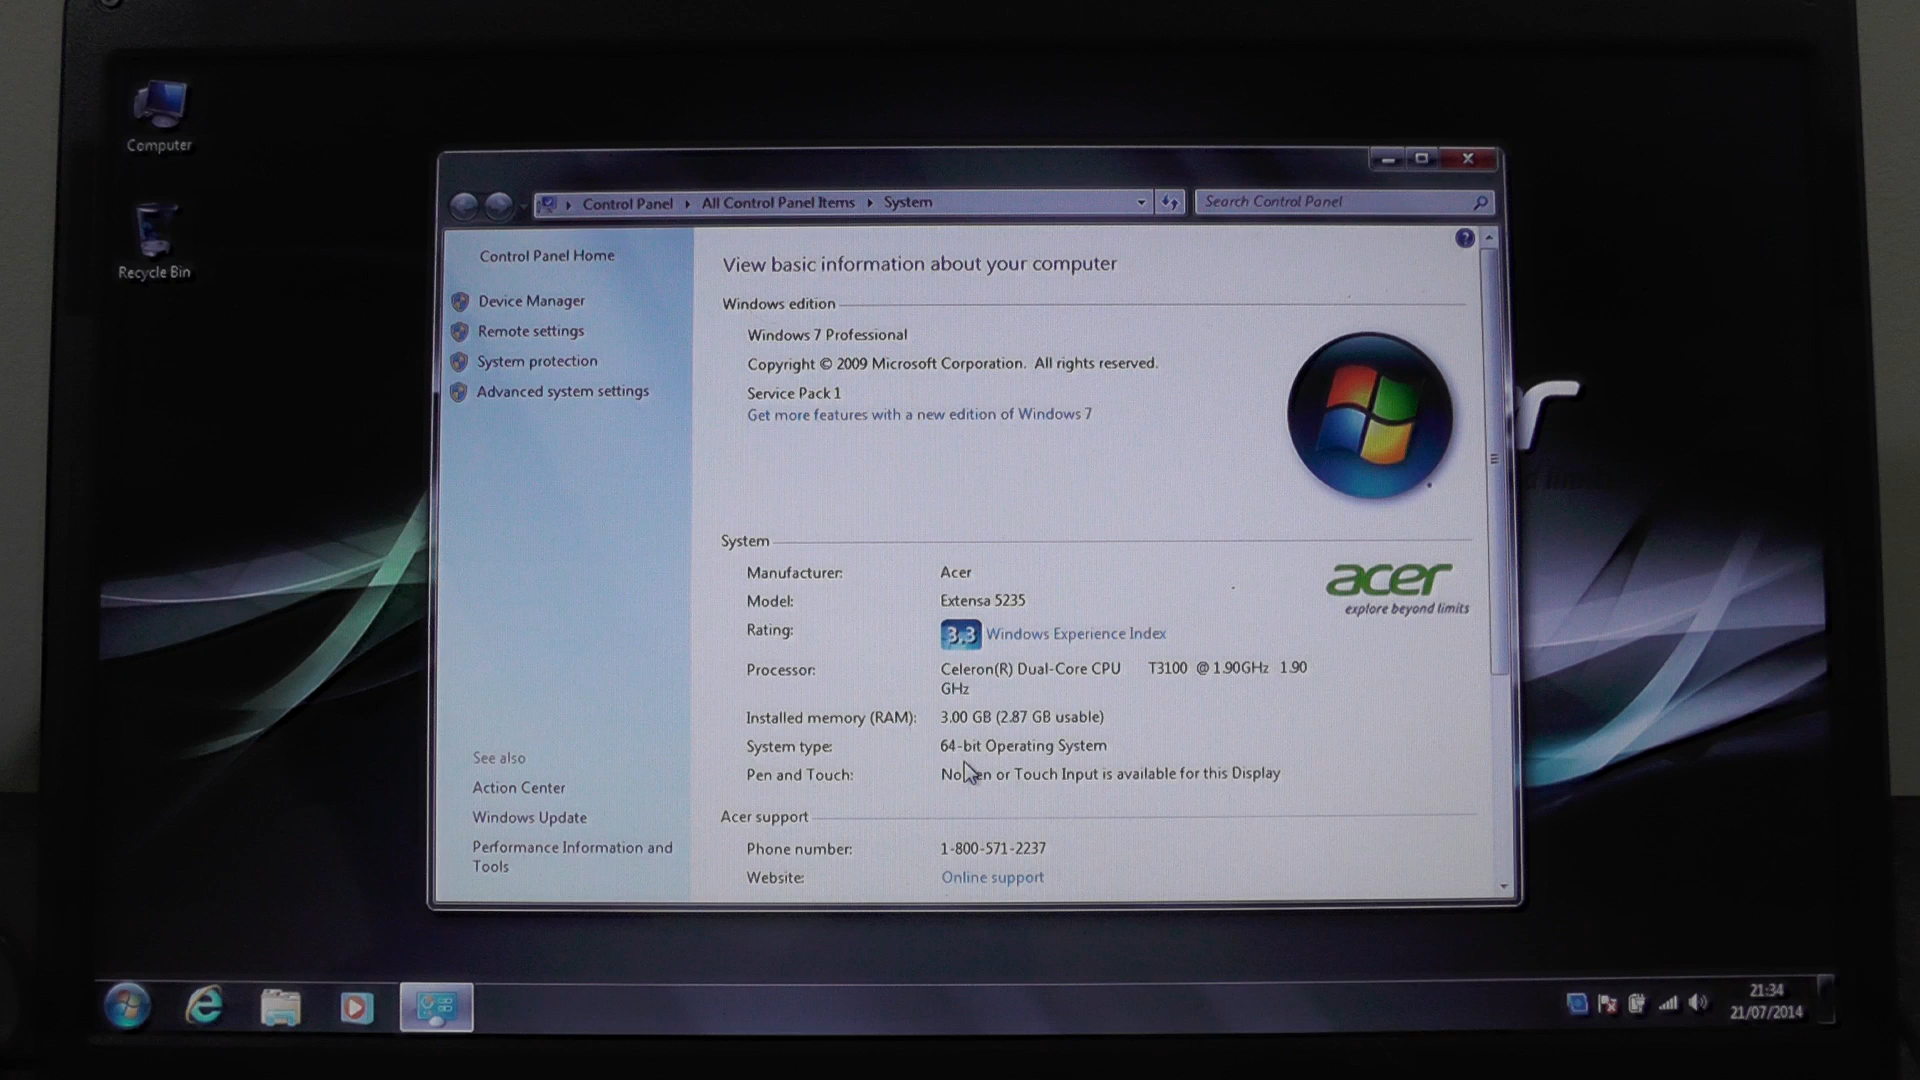 Computer
Recycle Bin
Control Panel ▸ All Control Panel Items ▸ System
Search Control Panel
Control Panel Home
Device Manager
Remote settings
System protection
Advanced system settings
See also
Action Center
Windows Update
Performance Information and
Tools
View basic information about your computer
Windows edition
Windows 7 Professional
Copyright © 2009 Microsoft Corporation. All rights reserved.
Service Pack 1
Get more features with a new edition of Windows 7
System
Manufacturer: Acer
Model: Extensa 5235
Rating: 3,3 Windows Experience Index
Processor: Celeron(R) Dual-Core CPU T3100 @ 1.90GHz 1.90
GHz
Installed memory (RAM): 3.00 GB (2.87 GB usable)
System type: 64-bit Operating System
Pen and Touch: No en or Touch Input is available for this Display
acer
explore beyond limits
Acer support
Phone number: 1-800-571-2237
Website: Online support
21:34
21/07/2014